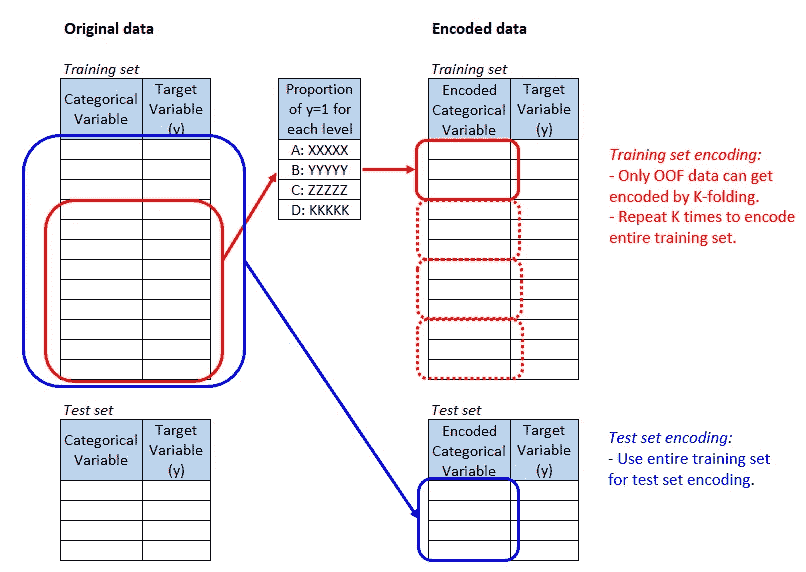 Original data
Encoded data
Training set
Categorical
Variable
Target
Variable
(y)
Proportion
of y=1 for
each level
A: XXXXX
B: YYYYY
C: ZZZZZ
D: KKKKK
Training set
Encoded
Categorical
Variable
Target
Variable
(y)
Training set encoding:
- Only OOF data can get
encoded by K-folding.
- Repeat K times to encode
entire training set.
Test set
Categorical
Variable
Target
Variable
(y)
Test set
Encoded
Categorical
Variable
Target
Variable
(y)
Test set encoding:
- Use entire training set
for test set encoding.